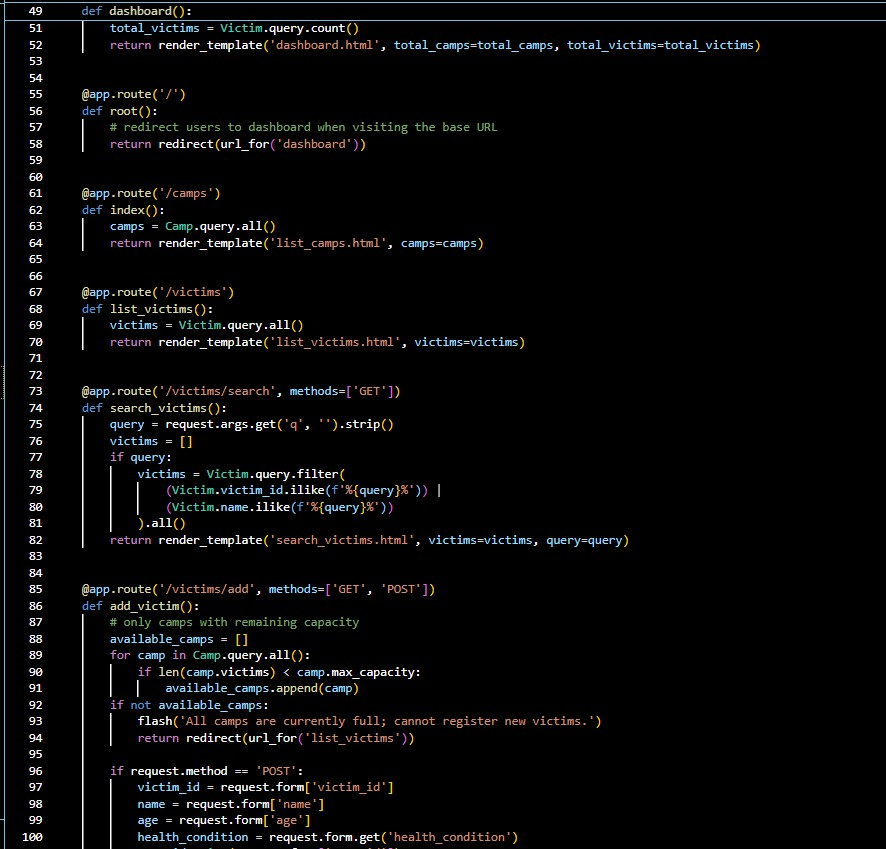 49 def dashboard():
51     total_victims = Victim.query.count()
52     return render_template('dashboard.html', total_camps=total_camps, total_victims=total_victims)
53
54
55 @app.route('/')
56 def root():
57     # redirect users to dashboard when visiting the base URL
58     return redirect(url_for('dashboard'))
59
60
61 @app.route('/camps')
62 def index():
63     camps = Camp.query.all()
64     return render_template('list_camps.html', camps=camps)
65
66
67 @app.route('/victims')
68 def list_victims():
69     victims = Victim.query.all()
70     return render_template('list_victims.html', victims=victims)
71
72
73 @app.route('/victims/search', methods=['GET'])
74 def search_victims():
75     query = request.args.get('q', '').strip()
76     victims = []
77     if query:
78         victims = Victim.query.filter(
79             (Victim.victim_id.ilike(f'%{query}%')) |
80             (Victim.name.ilike(f'%{query}%'))
81         ).all()
82     return render_template('search_victims.html', victims=victims, query=query)
83
84
85 @app.route('/victims/add', methods=['GET', 'POST'])
86 def add_victim():
87     # only camps with remaining capacity
88     available_camps = []
89     for camp in Camp.query.all():
90         if len(camp.victims) < camp.max_capacity:
91             available_camps.append(camp)
92     if not available_camps:
93         flash('All camps are currently full; cannot register new victims.')
94         return redirect(url_for('list_victims'))
95
96     if request.method == 'POST':
97         victim_id = request.form['victim_id']
98         name = request.form['name']
99         age = request.form['age']
100         health_condition = request.form.get('health_condition')